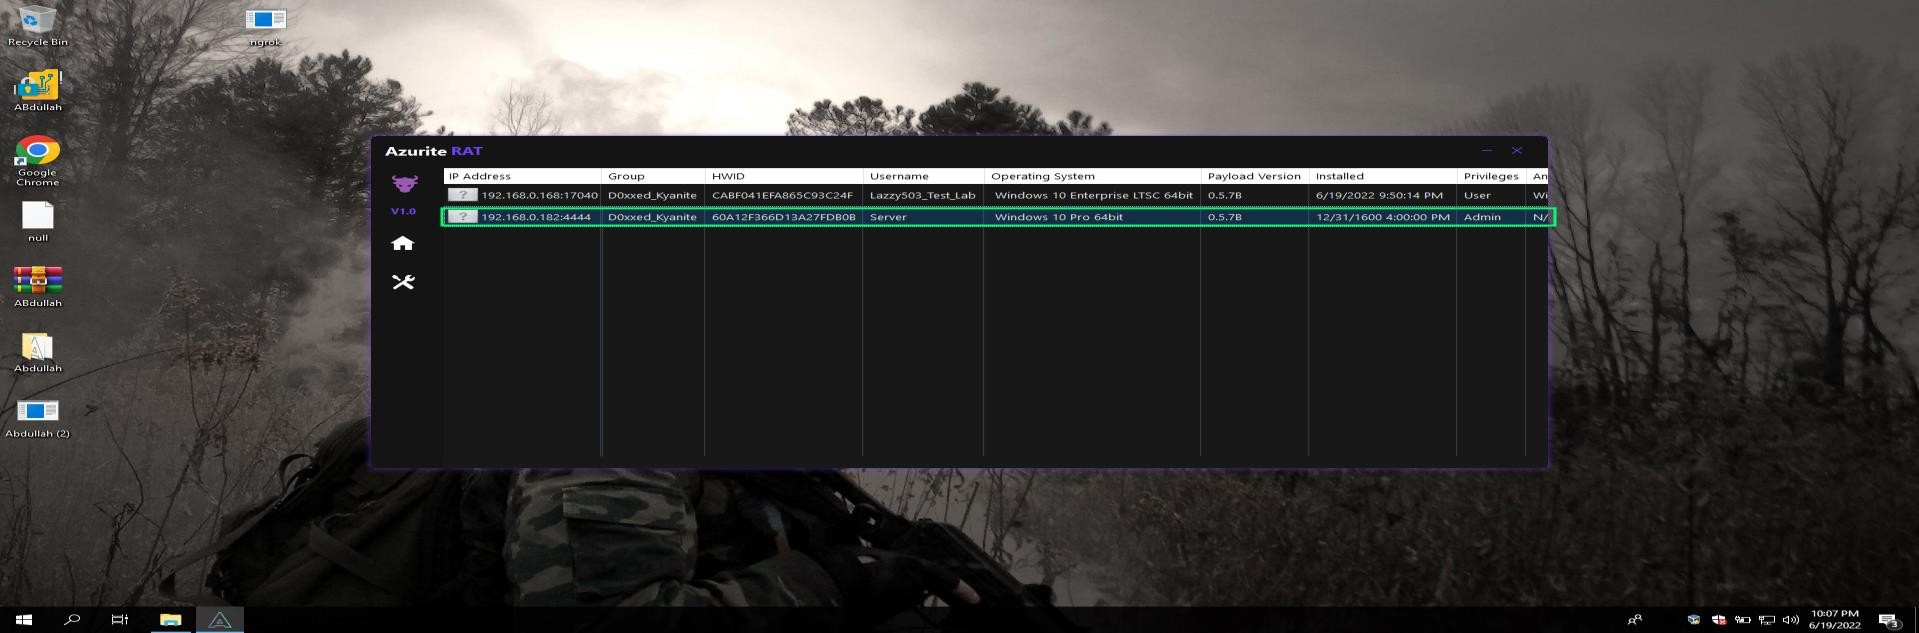 Recycle Bin
ngrok
ABdullah
Google
Chrome
null
ABdullah
Abdullah
Abdullah (2)
Azurite RAT
V1.0
IP Address Group HWID Username Operating System Payload Version Installed Privileges An
? 192.168.0.168:17040 D0xxed_Kyanite CABF041EFA865C93C24F Lazzy503_Test_Lab Windows 10 Enterprise LTSC 64bit 0.5.7B 6/19/2022 9:50:14 PM User Wi
? 192.168.0.182:4444 D0xxed_Kyanite 60A12F366D13A27FDB0B Server Windows 10 Pro 64bit 0.5.7B 12/31/1600 4:00:00 PM Admin N/
10:07 PM
6/19/2022
3